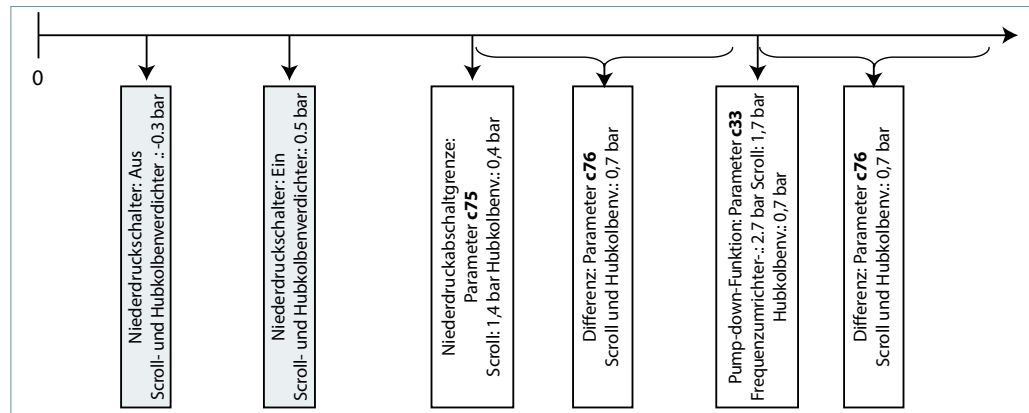 0
Niederdruckschalter: Aus
Scroll- und Hubkolbenverdichter .: -0.3 bar
Niederdruckschalter: Ein
Scroll- und Hubkolbenverdichter.: 0.5 bar
Niederdruckabschaltgrenze:
Parameter c75
Scroll: 1,4 bar Hubkolbenv.: 0,4 bar
Differenz: Parameter c76
Scroll und Hubkolbenv.: 0,7 bar
Pump-down-Funktion: Parameter c33
Frequenzumrichter-.: 2.7 bar Scroll: 1,7 bar
Hubkolbenv.: 0,7 bar
Differenz: Parameter c76
Scroll und Hubkolbenv.: 0,7 bar